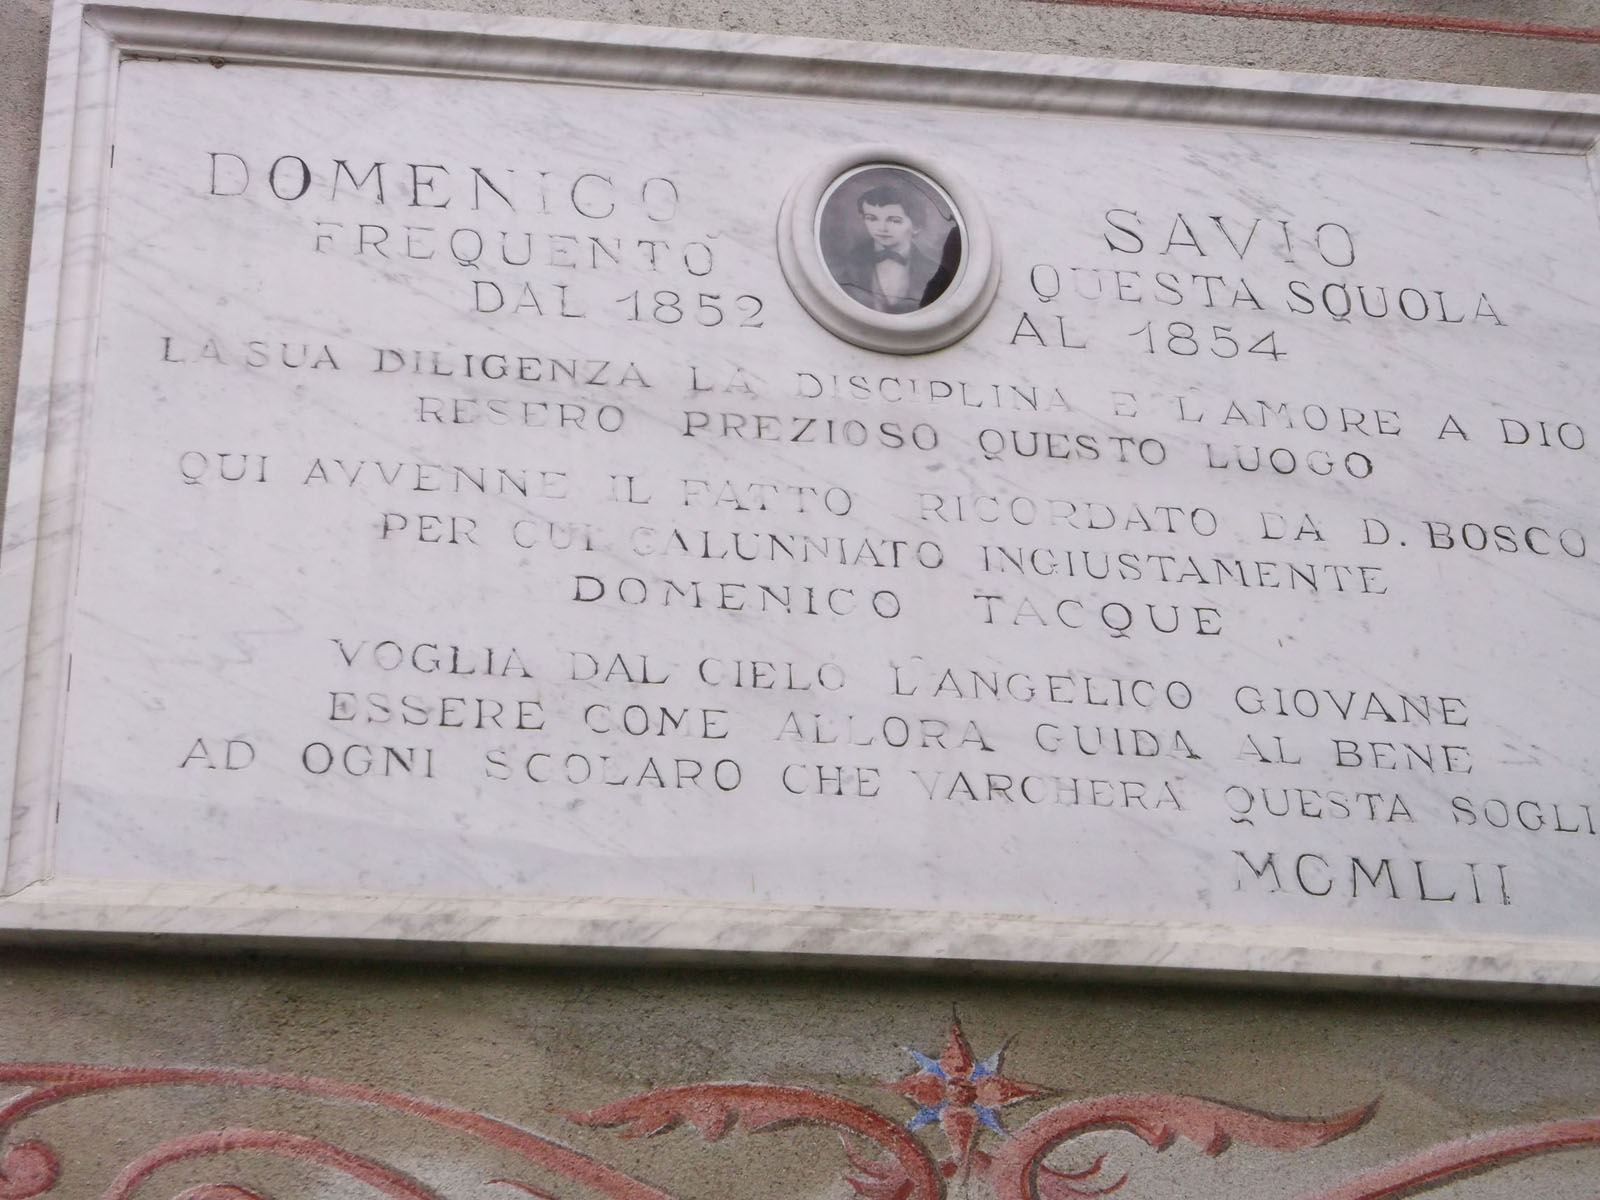 DOMENICO SAVIO
FREQUENTÒ QUESTA SQUOLA
DAL 1852 AL 1854
LA SUA DILIGENZA LA DISCIPLINA E L'AMORE A DIO
RESERO PREZIOSO QUESTO LUOGO
QUI AVVENNE IL FATTO RICORDATO DA D. BOSCO
PER CUI CALUNNIATO INGIUSTAMENTE
DOMENICO TACQUE
VOGLIA DAL CIELO L'ANGELICO GIOVANE
ESSERE COME ALLORA GUIDA AL BENE
AD OGNI SCOLARO CHE VARCHERÀ QUESTA SOGLI
MCMLII